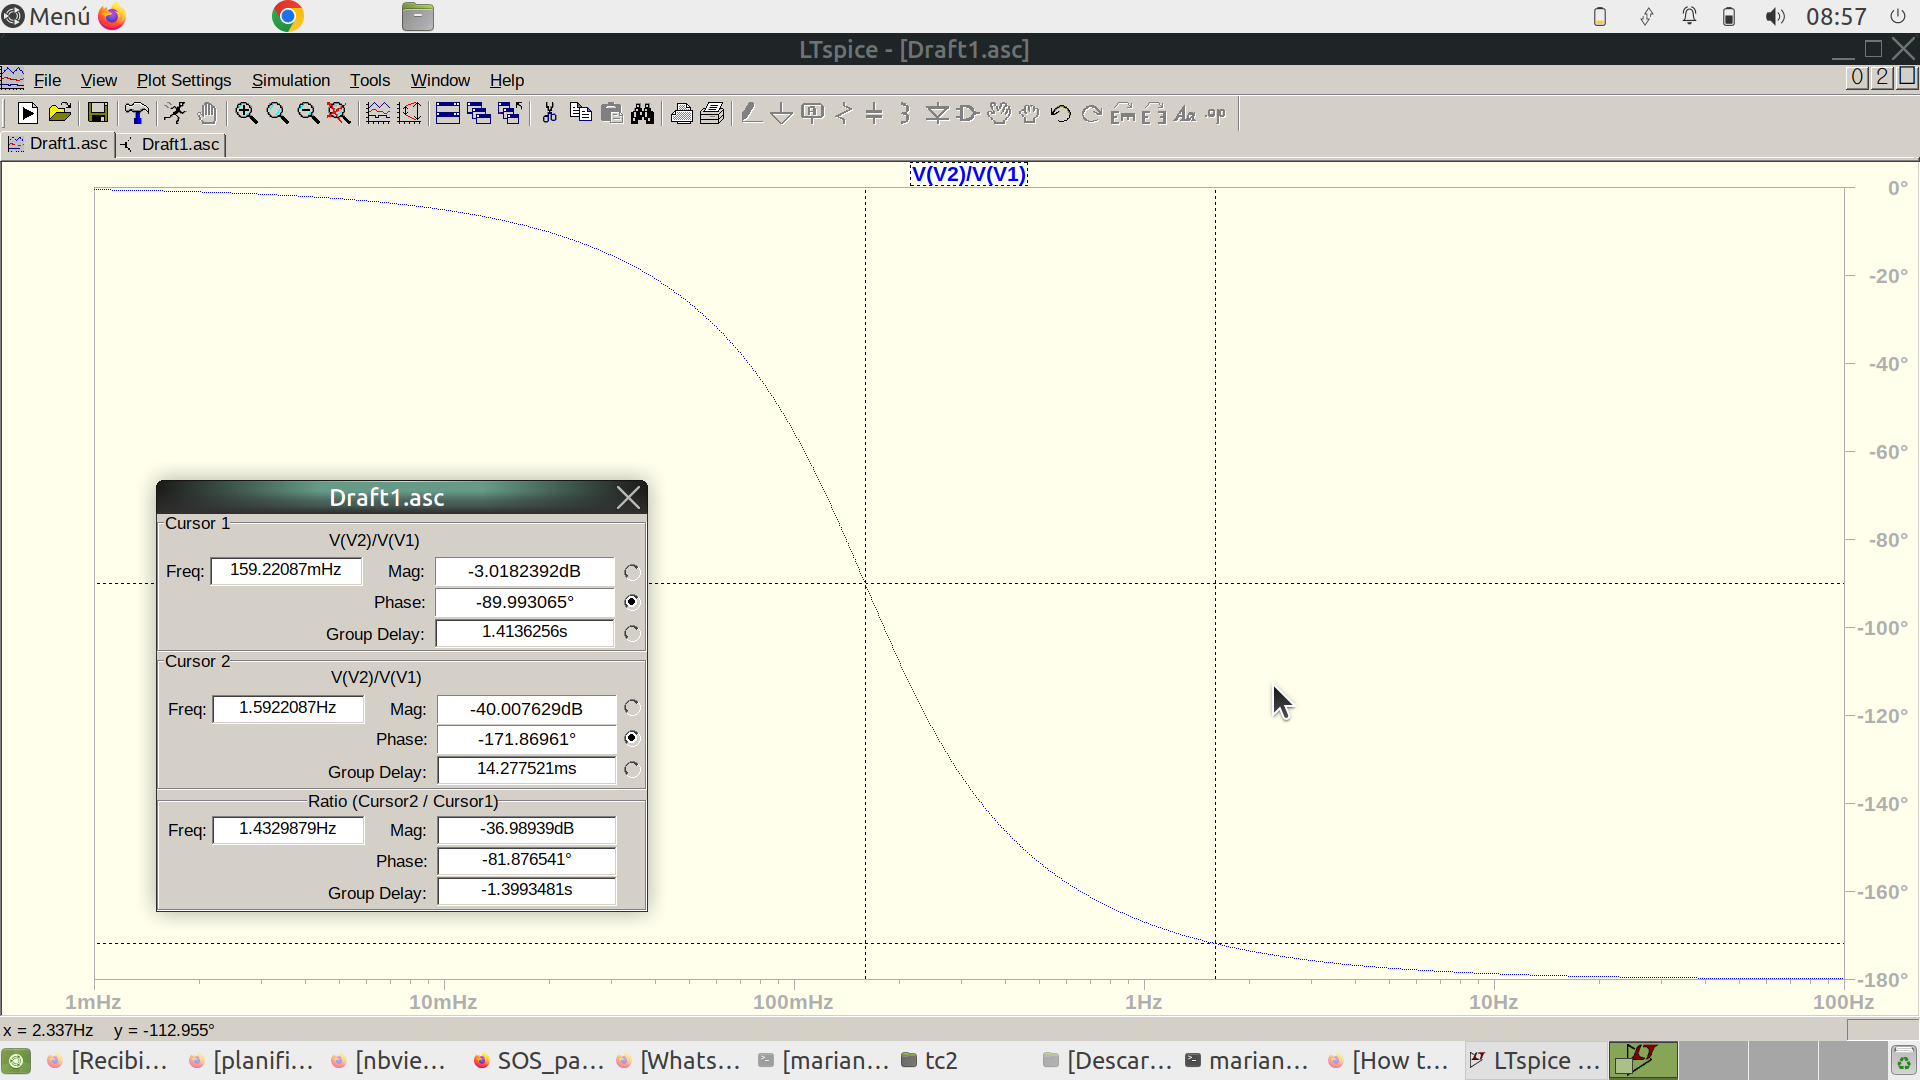 Menú 08:57
LTspice - [Draft1.asc]
File View Plot Settings Simulation Tools Window Help 0 2
Aa .op
Draft1.asc Draft1.asc
V(V2)/V(V1)
0°
-20°
-40°
-60°
-80°
-100°
-120°
-140°
-160°
-180°
Draft1.asc
Cursor 1
V(V2)/V(V1)
Freq: 159.22087mHz Mag: -3.0182392dB
Phase: -89.993065°
Group Delay: 1.4136256s
Cursor 2
V(V2)/V(V1)
Freq: 1.5922087Hz Mag: -40.007629dB
Phase: -171.86961°
Group Delay: 14.277521ms
Ratio (Cursor2 / Cursor1)
Freq: 1.4329879Hz Mag: -36.98939dB
Phase: -81.876541°
Group Delay: -1.3993481s
1mHz 10mHz 100mHz 1Hz 10Hz 100Hz
x = 2.337Hz y = -112.955°
[Recibi... [planifi... [nbvie... SOS_pa... [Whats... [marian... tc2 [Descar... marian... [How t... LTspice ...